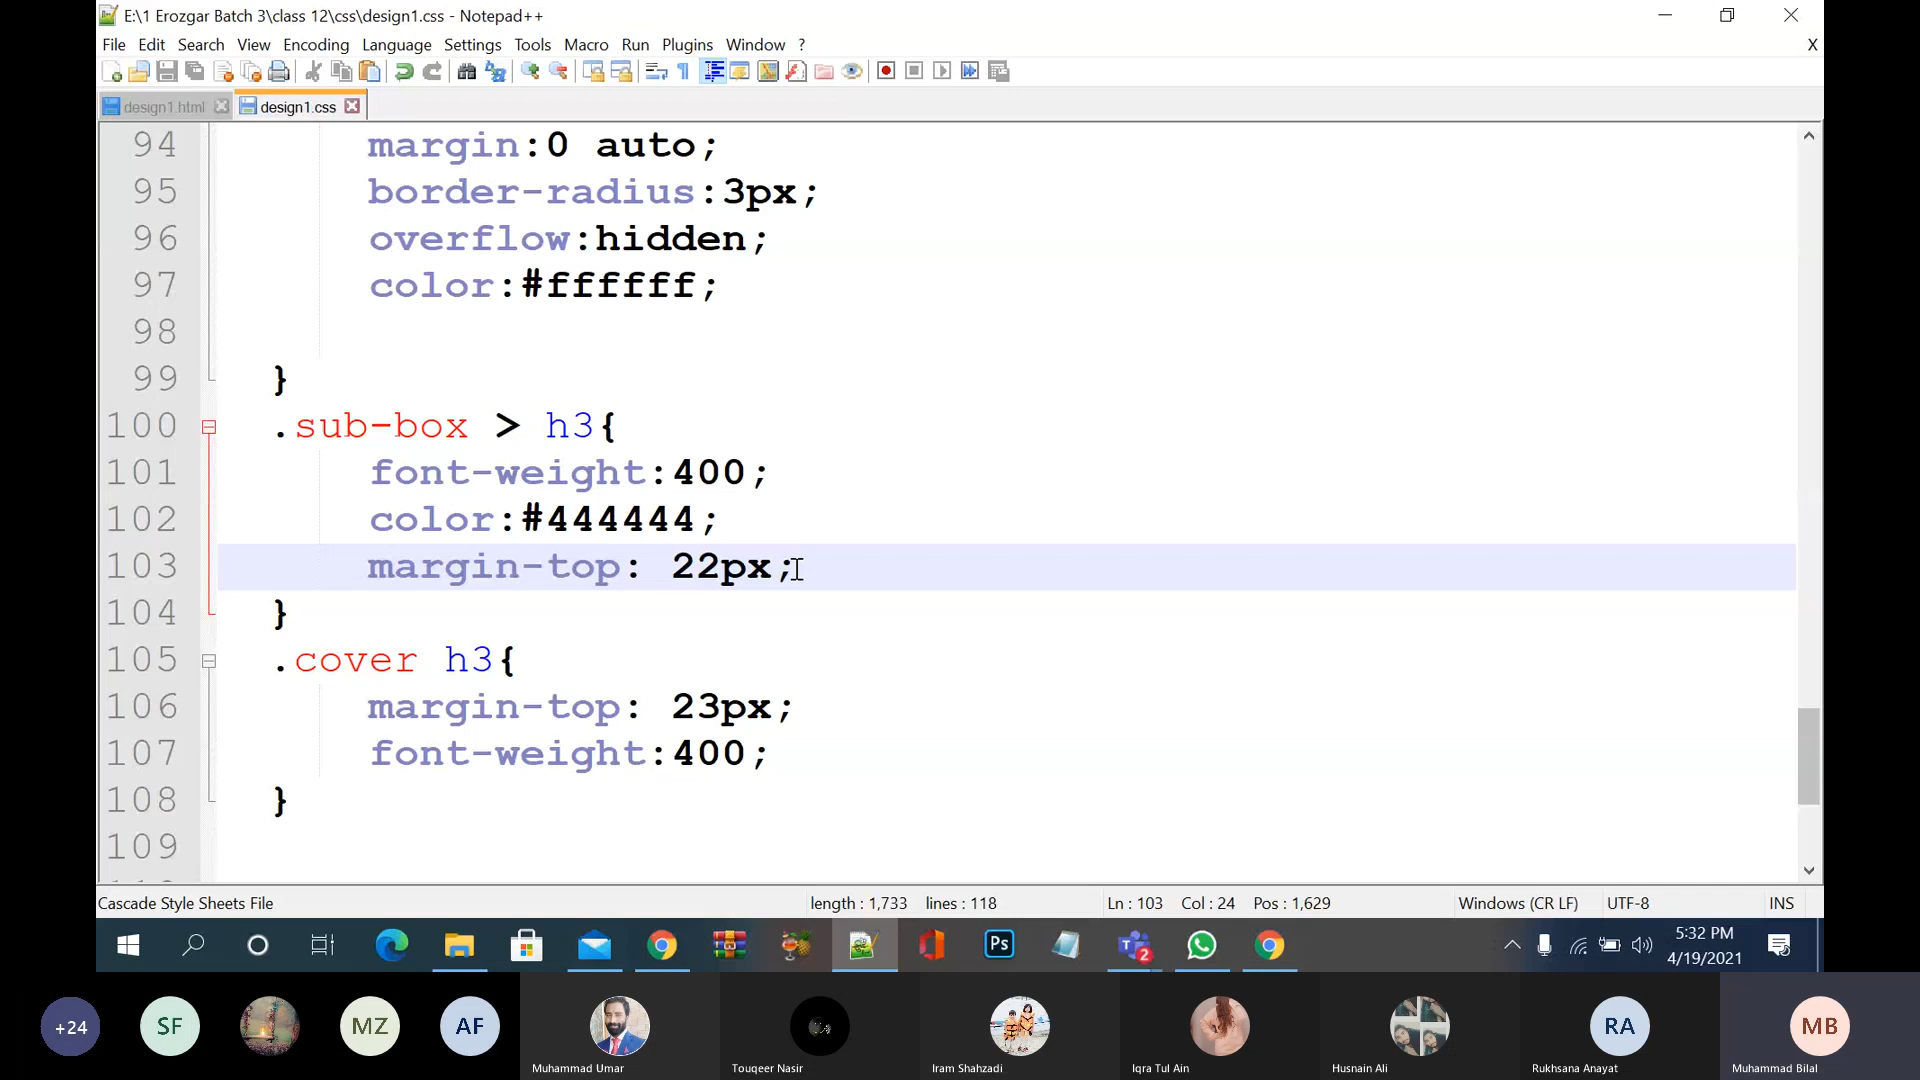 E:\1 Erozgar Batch 3\class 12\css\design1.css - Notepad++
File Edit Search View Encoding Language Settings Tools Macro Run Plugins Window ? X
design1.html design1.css
94 margin:0 auto;
95 border-radius:3px;
96 overflow:hidden;
97 color:#ffffff;
98
99 }
100 .sub-box > h3{
101 font-weight:400;
102 color:#444444;
103 margin-top: 22px;
104 }
105 .cover h3{
106 margin-top: 23px;
107 font-weight:400;
108 }
109
Cascade Style Sheets File length : 1,733 lines : 118 Ln : 103 Col : 24 Pos : 1,629 Windows (CR LF) UTF-8 INS
Ps 2 5:32 PM
4/19/2021
+24 SF MZ AF RA MB
Muhammad Umar Touqeer Nasir Iram Shahzadi Iqra Tul Ain Husnain Ali Rukhsana Anayat Muhammad Bilal